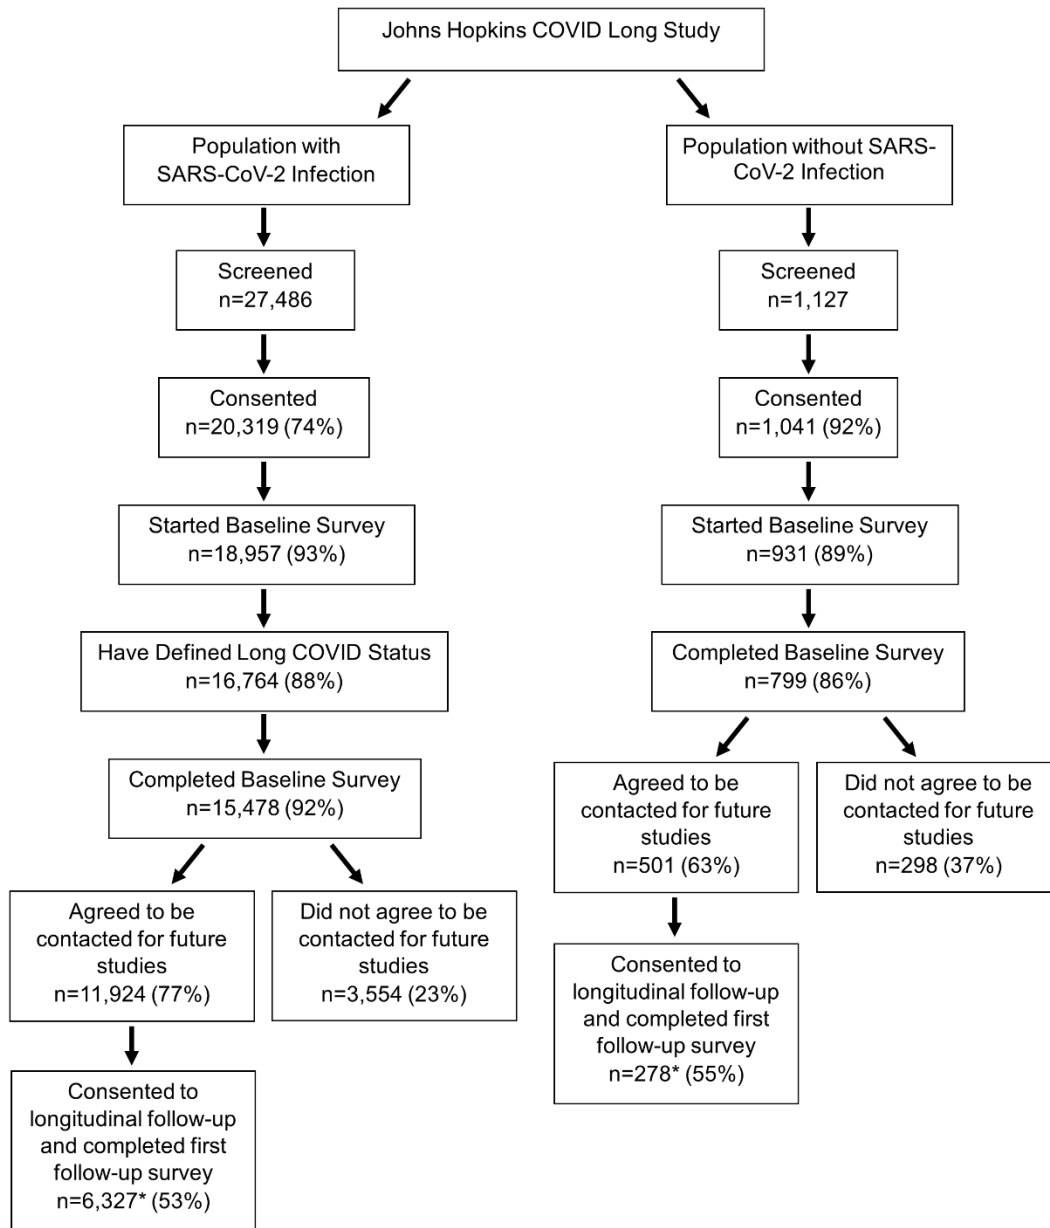 Johns Hopkins COVID Long Study
Population with
SARS-CoV-2 Infection
Population without SARS-
CoV-2 Infection
Screened
n=27,486
Screened
n=1,127
Consented
n=20,319 (74%)
Consented
n=1,041 (92%)
Started Baseline Survey
n=18,957 (93%)
Started Baseline Survey
n=931 (89%)
Have Defined Long COVID Status
n=16,764 (88%)
Completed Baseline Survey
n=799 (86%)
Completed Baseline Survey
n=15,478 (92%)
Agreed to be
contacted for future
studies
n=501 (63%)
Did not agree to be
contacted for future
studies
n=298 (37%)
Agreed to be
contacted for future
studies
n=11,924 (77%)
Did not agree to be
contacted for future
studies
n=3,554 (23%)
Consented to
longitudinal follow-up
and completed first
follow-up survey
n=278* (55%)
Consented to
longitudinal follow-up
and completed first
follow-up survey
n=6,327* (53%)